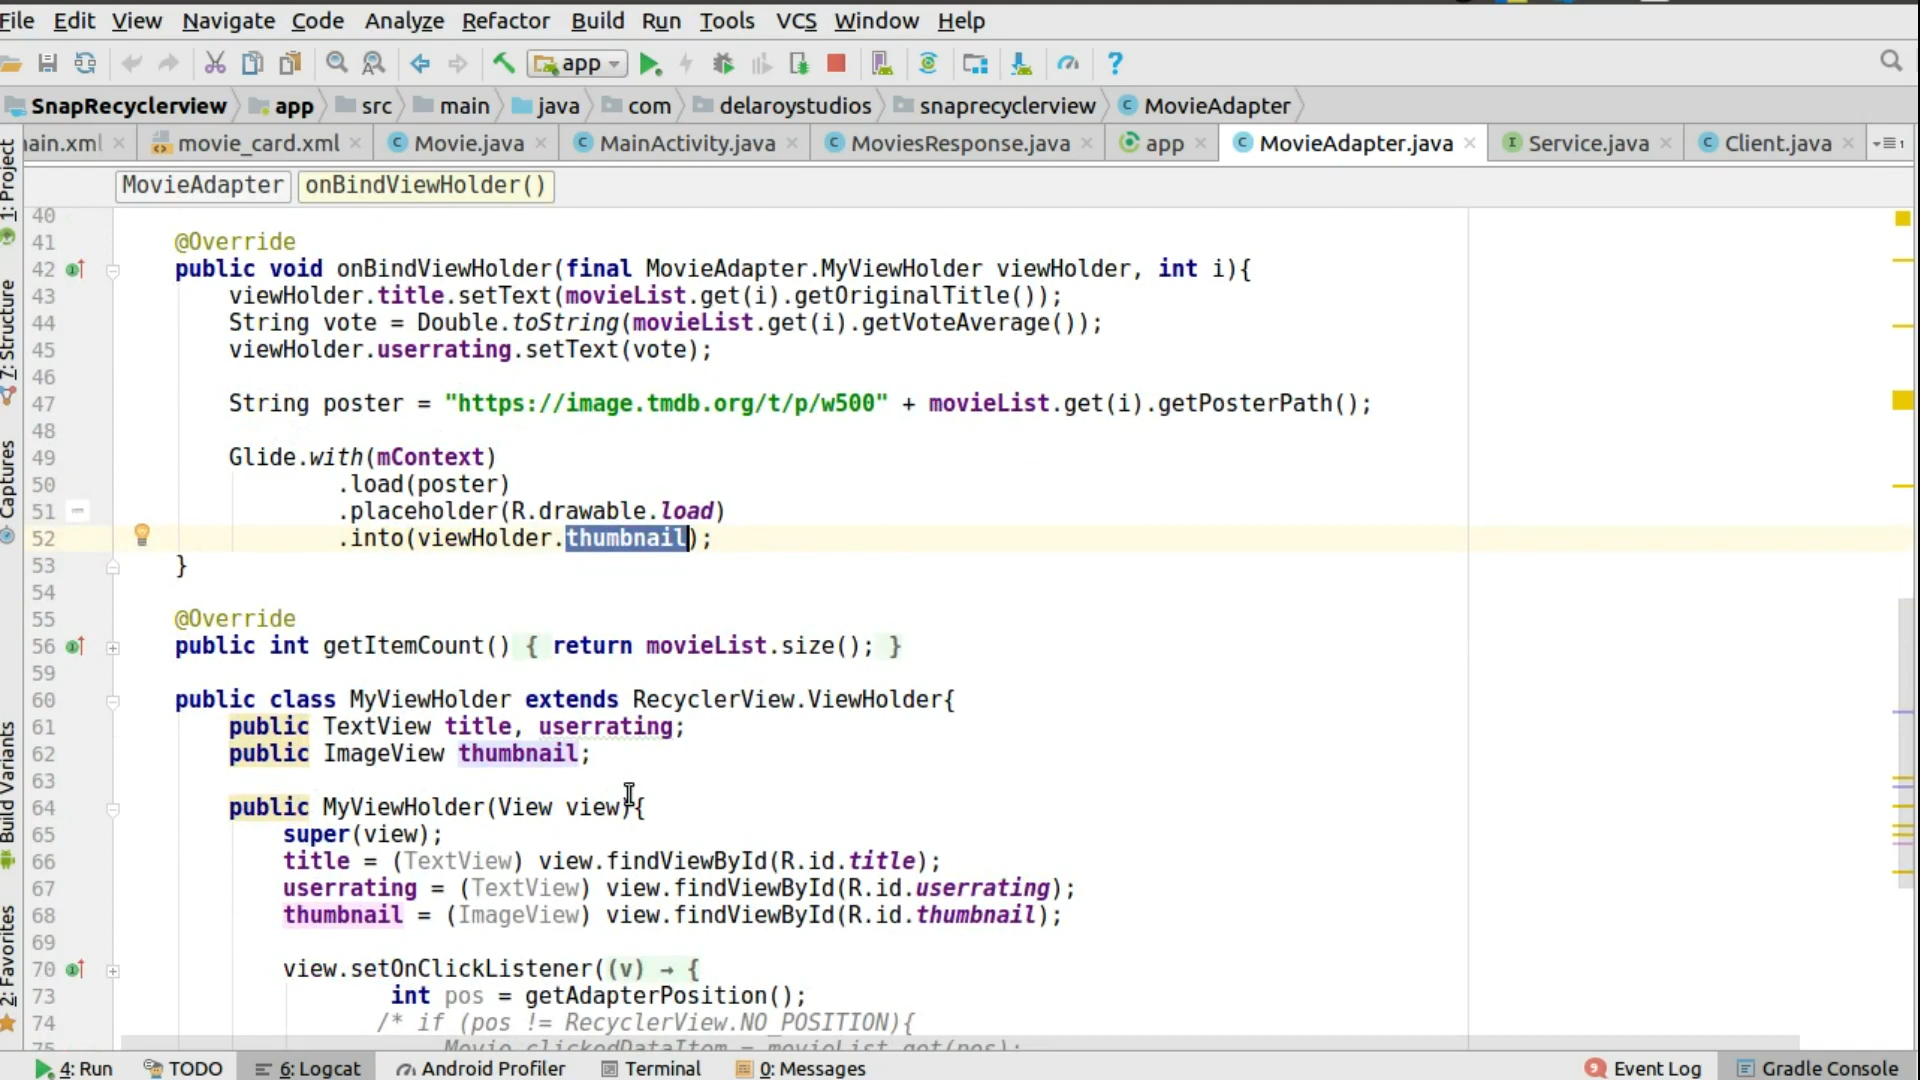 File Edit View Navigate Code Analyze Refactor Build Run Tools VCS Window Help
app
SnapRecyclerview app src main java com delaroystudios snaprecyclerview MovieAdapter
ain.xml movie_card.xml Movie.java MainActivity.java MoviesResponse.java app MovieAdapter.java Service.java Client.java
MovieAdapter onBindViewHolder()
1: Project
7: Structure
Captures
Build Variants
2: Favorites
40
41 @Override
42 public void onBindViewHolder(final MovieAdapter.MyViewHolder viewHolder, int i){
43 viewHolder.title.setText(movieList.get(i).getOriginalTitle());
44 String vote = Double.toString(movieList.get(i).getVoteAverage());
45 viewHolder.userrating.setText(vote);
46
47 String poster = "https://image.tmdb.org/t/p/w500" + movieList.get(i).getPosterPath();
48
49 Glide.with(mContext)
50 .load(poster)
51 .placeholder(R.drawable.load)
52 .into(viewHolder.thumbnail);
53 }
54
55 @Override
56 public int getItemCount() { return movieList.size(); }
59
60 public class MyViewHolder extends RecyclerView.ViewHolder{
61 public TextView title, userrating;
62 public ImageView thumbnail;
63
64 public MyViewHolder(View view){
65 super(view);
66 title = (TextView) view.findViewById(R.id.title);
67 userrating = (TextView) view.findViewById(R.id.userrating);
68 thumbnail = (ImageView) view.findViewById(R.id.thumbnail);
69
70 view.setOnClickListener((v) → {
73 int pos = getAdapterPosition();
74 /* if (pos != RecyclerView.NO_POSITION){
75 Movie clickedDataItem = movieList.get(pos);
4: Run TODO 6: Logcat Android Profiler Terminal 0: Messages 9 Event Log Gradle Console